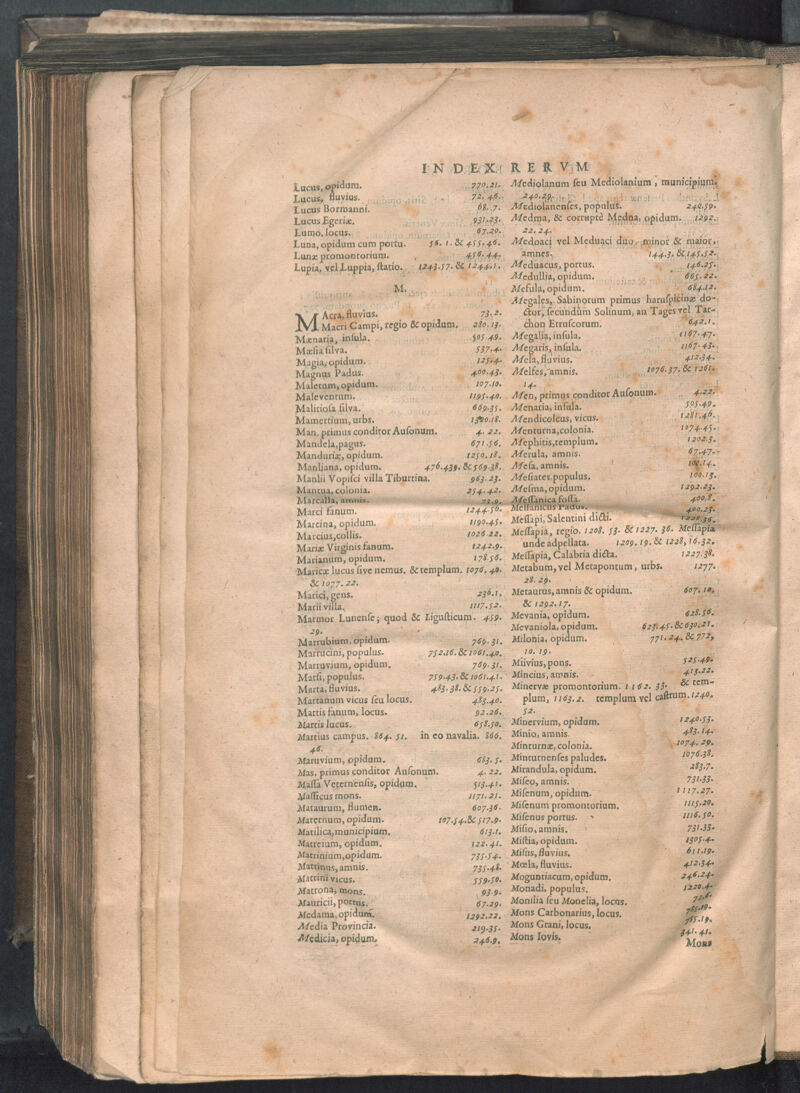 INDEX RERVM
Lucus, opidum. 770.21.
Lucus, fluvius. 72.46.
Lucus Bormanni. 68.7.
Lucus Egeriæ. 931.23.
Lumo, locus. 67.20.
Luna, opidum cum portu. 56.1.& 455.46.
Lunæ promontorium. 456.44.
Lupia, vel Luppia, ſtatio. 1243.57.& 1244.1.
M.
MAcra, fluvius. 73.2.
Macri Campi, regio & opidum. 280.13.
Mænaria, inſula. 505.49.
Mæſia ſilva. 537.4.
Magia, opidum. 125.4.
Magnus Padus. 400.43.
Maletum, opidum. 107.10.
Maleventum. 1195.40.
Malitioſa ſilva. 669.35.
Mamertium, urbs.
Man, primus conditor Auſonum. 4.22.
Mandela, pagus. 671.56.
Manduriæ, opidum. 1250.18.
Manliana, opidum. 476.439.&569.38.
Manlii Vopiſci villa Tiburtina. 963.23.
Mantua, colonia. 254.42.
Marcalla, amnis.
Marci fanum. 1244.50.
Marcina, opidum. 1190.45.
Marcius, collis. 1026 22.
Mariæ Virginis fanum. 1242.9.
Marianum, opidum. 178.56.
Maricæ lucus ſive nemus. & templum. 1076.40.
& 1077.22.
Marici, gens. 236.1.
Marii villa. 1117.52.
Marmor Lunenſe; quod & Liguſticum. 459.
29.
Marrubium, opidum. 769.31.
Marrucini, populus. 752.16.& 1061.40.
Marruvium, opidum. 769.31.
Marſi, populus. 759.43.& 1061.41.
Marta, fluvius. 483.38.& 559.25.
Martanum vicus ſeu locus. 483.40.
Martis fanum, locus. 92.26.
Martis lucus. 658.50.
Martius campus. 864.51. in eo navalia. 866.
46.
Maruvium, opidum. 683.5.
Mas, primus conditor Auſonum. 4.22.
Maſſa Veternenſis, opidum. 513.41.
Maſſicus mons. 1171.21.
Mataurum, flumen. 607.36.
Maternum, opidum. 107.54.& 517.9.
Matilica, municipium. 613.1.
Matreium, opidum. 122.41.
Matrinium, opidum. 735.54.
Matrinus, amnis. 735.48.
Matrini vicus. 559.50.
Matrona, mons. 93.9.
Mauricii, portus. 67.29.
Medama, opidum. 1292.22.
Media Provincia. 219.35.
Medicia, opidum. 246.9.
Mediolanum ſeu Mediolanium, municipium.
240.29.
Mediolanenſes, populus. 240.59.
Medma, & corruptè Medna, opidum. 1292.
22.24.
Medoaci vel Meduaci duo, minor & maior,
amnes. 144.3.&145.52.
Meduacus, portus. 146.25.
Medullia, opidum. 665.22.
Mefula, opidum. 684.12.
Megales, Sabinorum primus haruſpicinæ do-
ctor, ſecundùm Solinum, an Tages vel Tar-
chon Etruſcorum. 642.1.
Megalia, inſula. 1167.47.
Megaris, inſula. 1167.43.
Mela, fluvius. 412.34.
Melfes, amnis. 1076.37.& 1261.
14.
Men, primus conditor Auſonum. 4.22.
Menaria, inſula. 505.49.
Mendicoleus, vicus. 1281.46.
Menturna, colonia. 1074.45.
Mephitis, templum. 1202.3.
Merula, amnis. 67.47.
Meſa, amnis.
Meſiates, populus. 100.13.
Meſma, opidum. 1292.23.
Meſſanica foſſa. 400.8.
Meſſanicus Padus. 400.23.
Meſſapi, Salentini dicti.
Meſſapia, regio. 1208.53. & 1227.36. Meſſapia
unde adpellata. 1209.19.& 1228.16.32.
Meſſapia, Calabria dicta. 1227.38.
Metabum, vel Metapontum, urbs. 1277.
28.29.
Metaurus, amnis & opidum. 607.10.
& 1292.17.
Mevania, opidum. 628.56.
Mevaniola, opidum. 623.45.& 630.21.
Milonia, opidum. 771.24.& 772,
10.19.
Miivius, pons. 525.49.
Mincius, amnis. 413.22.
Minervæ promontorium. 1162.33. & tem-
plum, 1163.2. templum vel caſtrum. 1240.
52.
Minervium, opidum. 1240.53.
Minio, amnis. 483.14.
Minturnæ, colonia. 1074.29.
Minturnenſes paludes. 1076.38.
Mirandula, opidum. 283.7.
Miſeo, amnis. 731.33.
Miſenum, opidum. 1117.27.
Miſenum promontorium. 1115.20.
Miſenus portus. 1116.50.
Miſio, amnis. 731.33.
Miſtia, opidum. 1305.4.
Miſus, fluvius. 611.19.
Mœla, fluvius. 412.34.
Moguntiacum, opidum. 246.24.
Monadi, populus. 1220.4.
Monilia ſeu Monelia, locus.
Mons Carbonarius, locus.
Mons Grani, locus. 785.19.
Mons Iovis. 341.41.
Mons